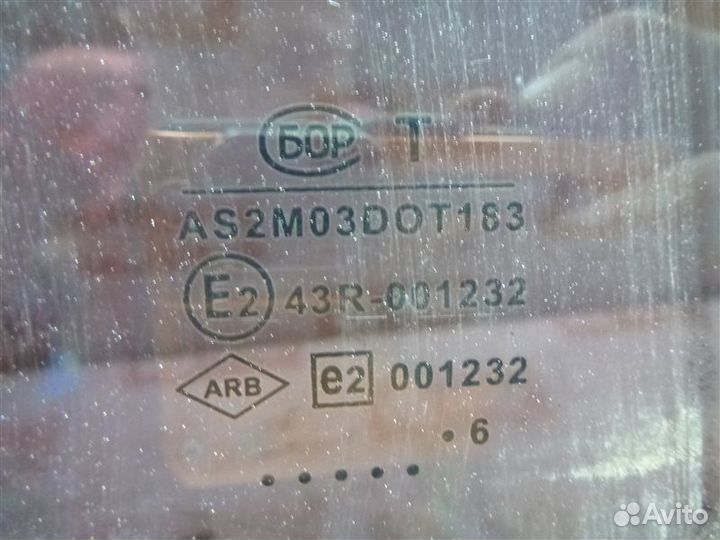 БОР T
AS2M03DOT183
E2 43R-001232
ARB e2 001232
. 6
.....
Avito